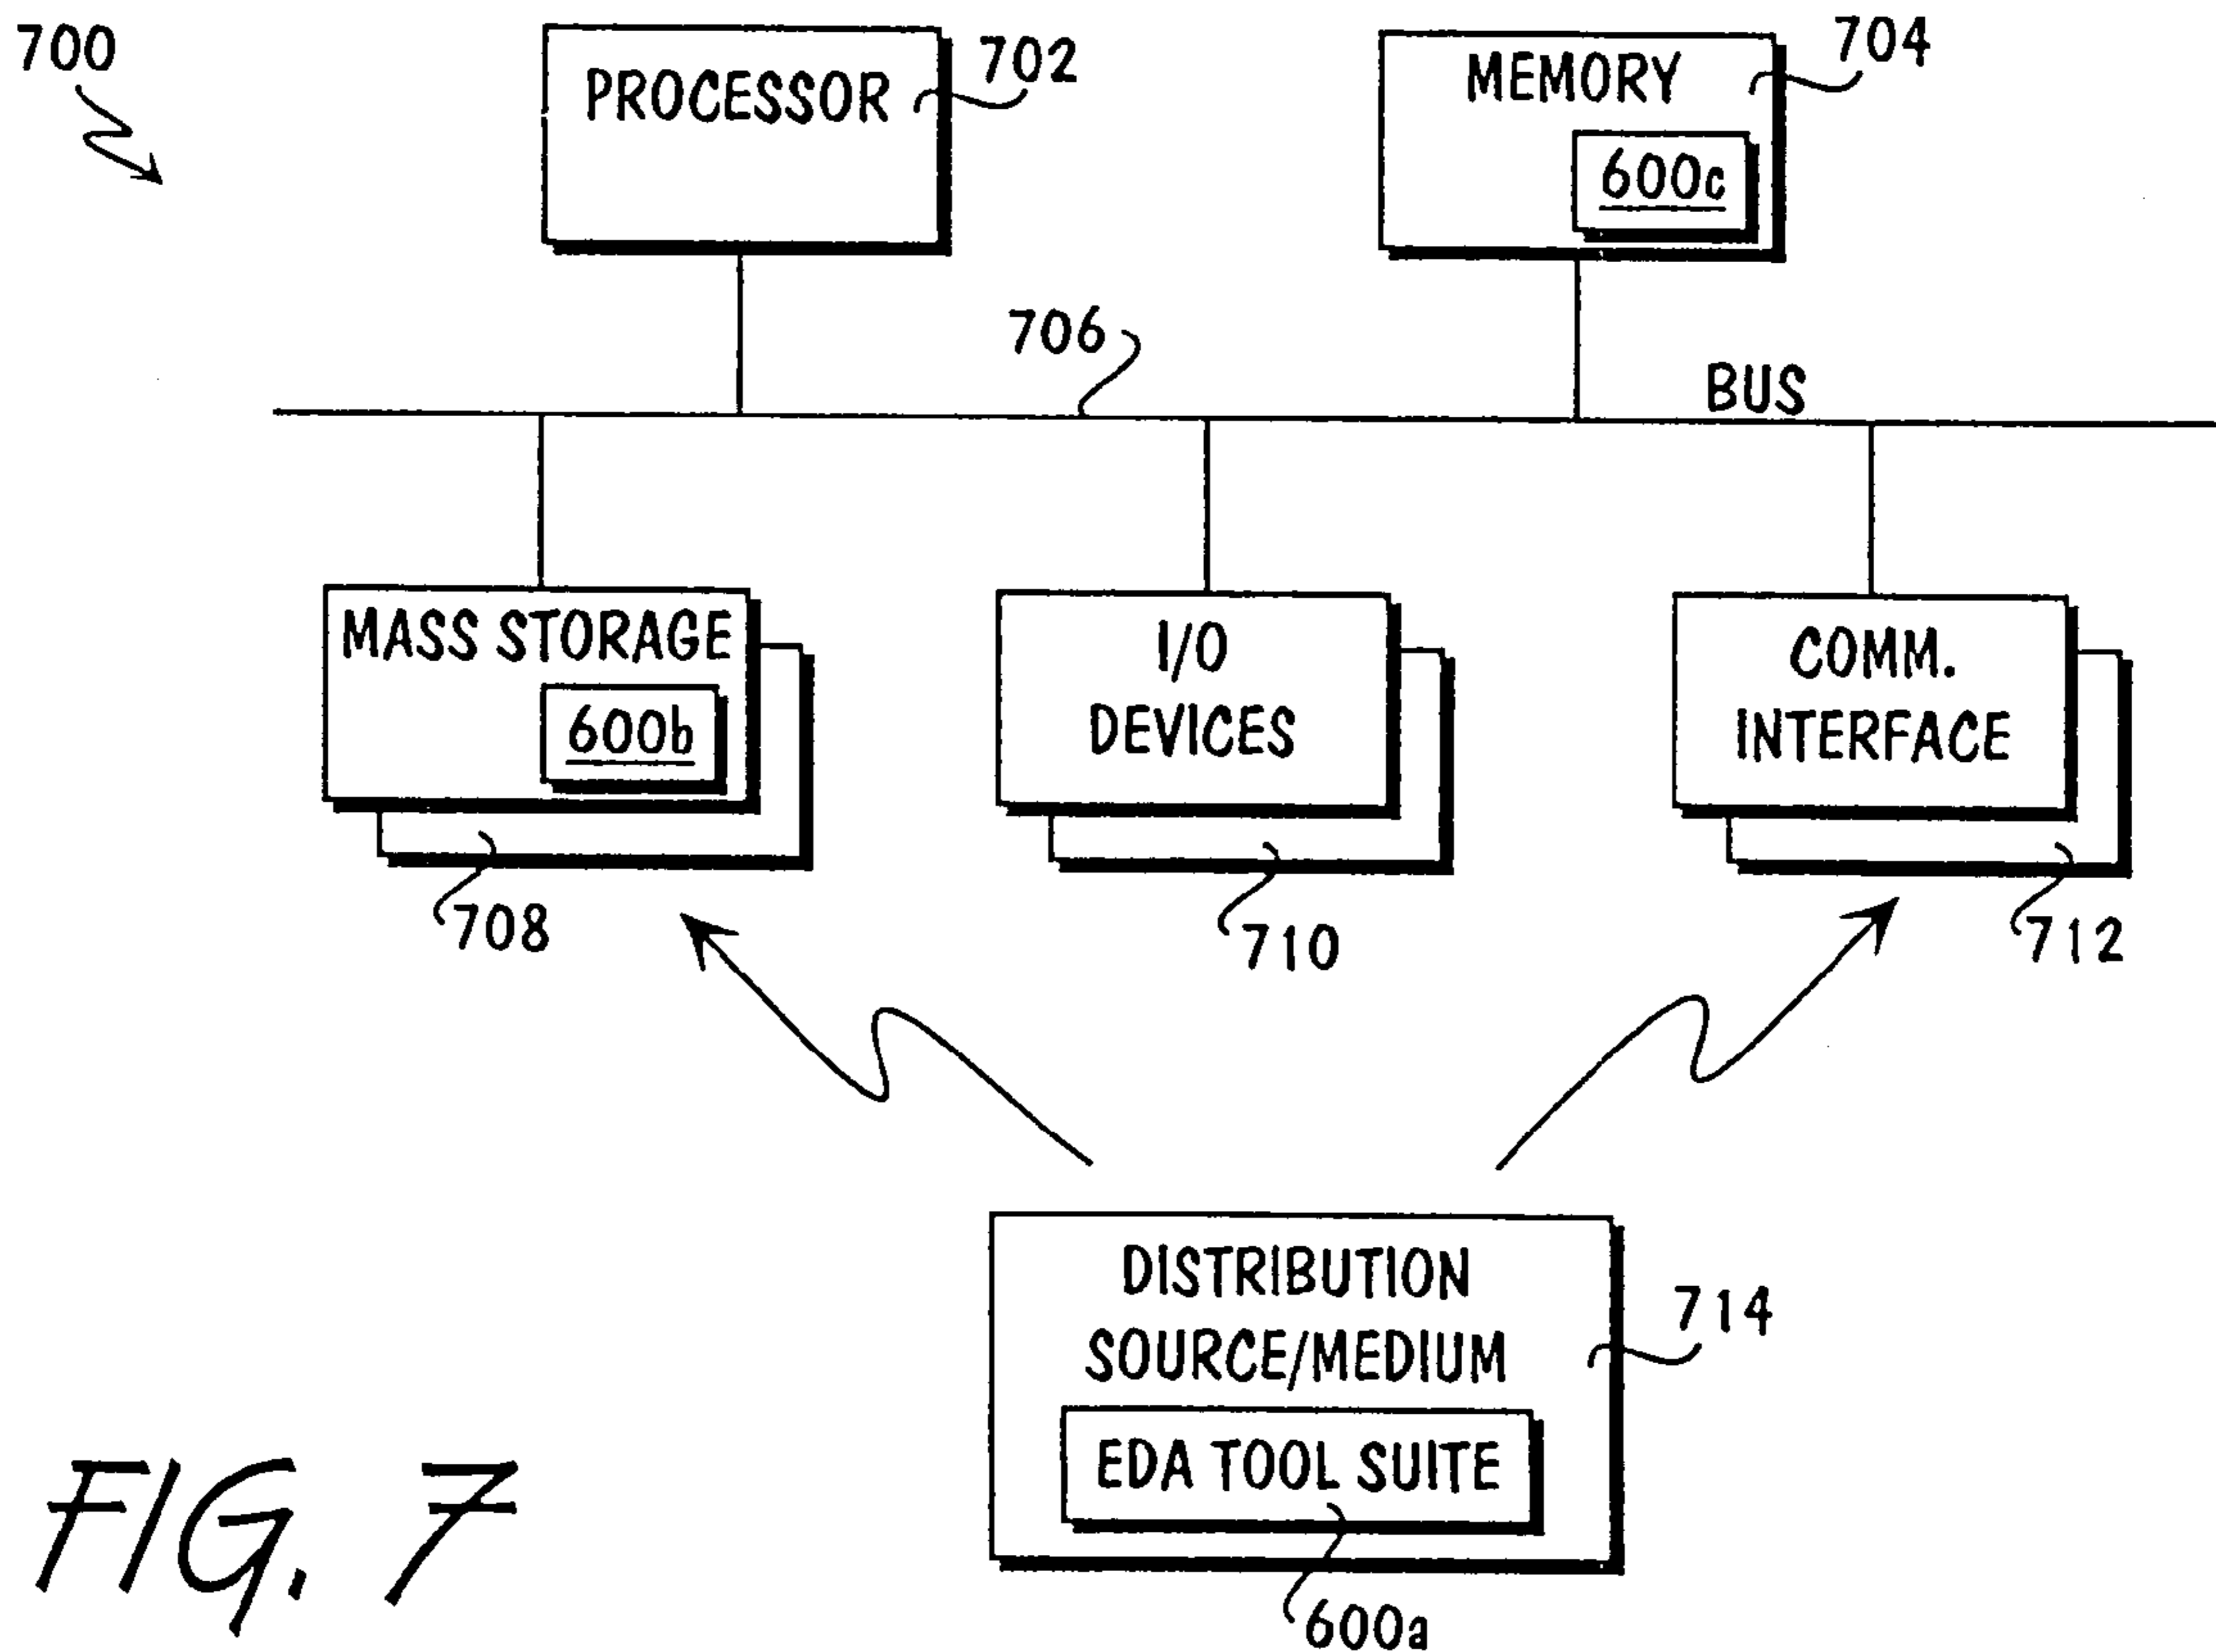 700
PROCESSOR
702
MEMORY
704
600c
706
BUS
MASS STORAGE
600b
708
I/O
DEVICES
710
COMM.
INTERFACE
712
DISTRIBUTION
SOURCE/MEDIUM
714
EDA TOOL SUITE
600a
FIG. 7